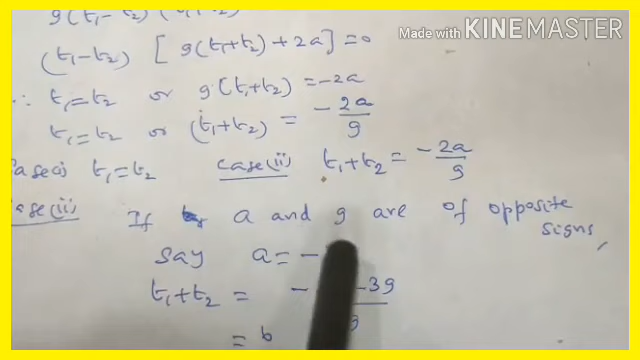 g(t₁-t₂)
Made with KINEMASTER
(t₁-t₂) [g(t₁+t₂)+2a]=0
∴ t₁=t₂ or g(t₁+t₂)=-2a
t₁=t₂ or (t₁+t₂) = -2a/g
Case(i) t₁=t₂ Case(ii) t₁+t₂ = -2a/g
Case(ii) If a and g are of opposite signs,
say a=-
t₁+t₂ = - -3g
= 6